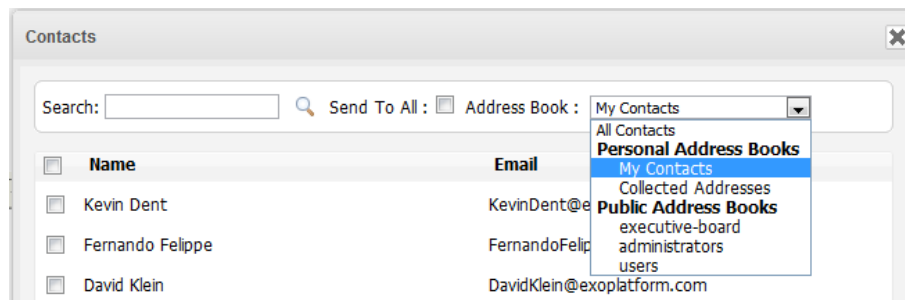 Contacts
Search: Send To All : Address Book : My Contacts
All Contacts
Personal Address Books
My Contacts
Collected Addresses
Public Address Books
executive-board
administrators
users
Name Email
Kevin Dent KevinDent@e
Fernando Felippe FernandoFelip
David Klein DavidKlein@exoplatform.com